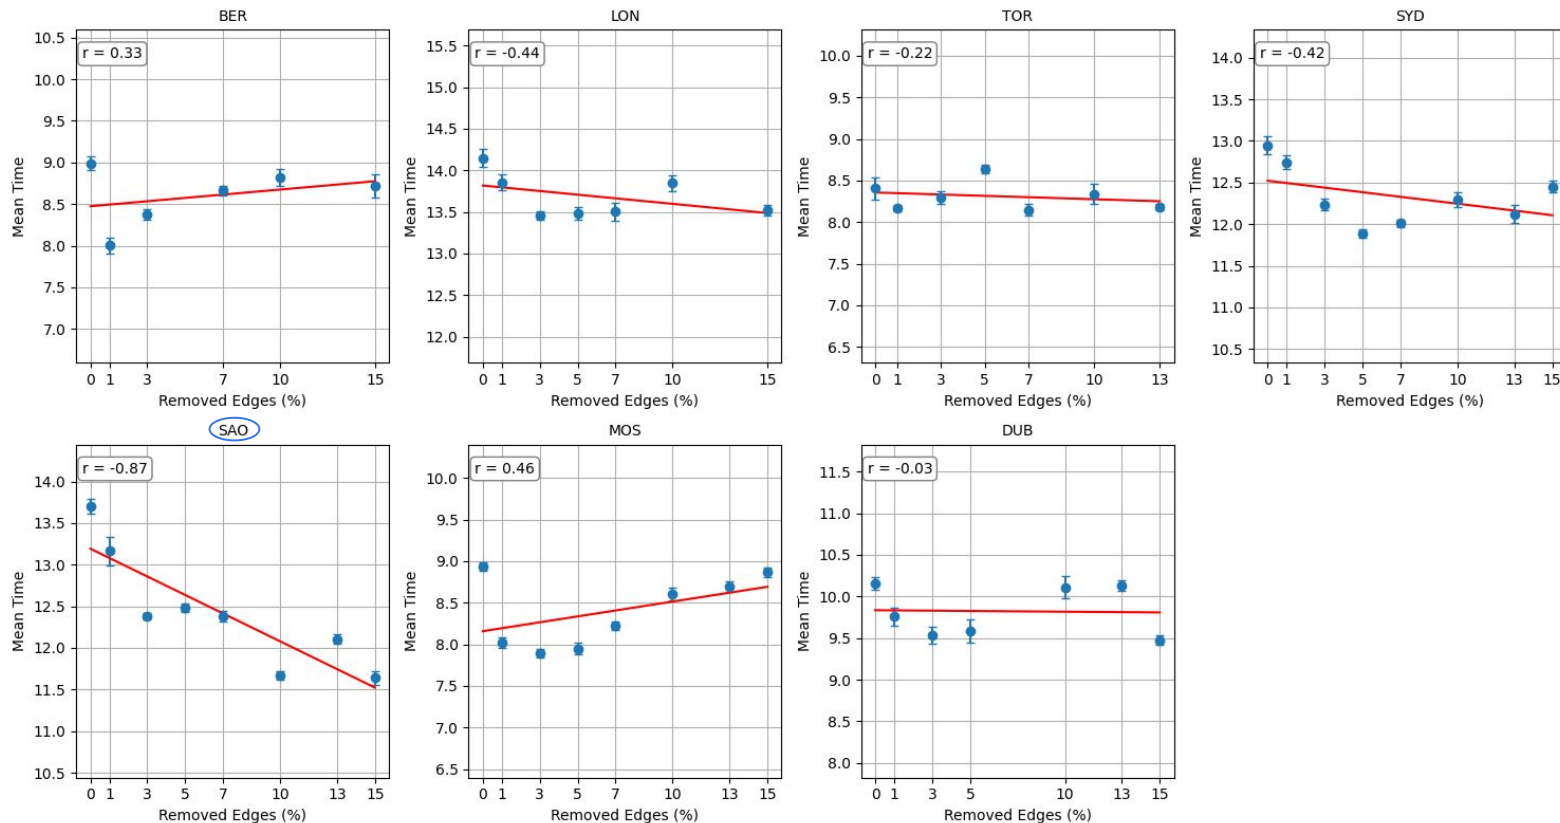 BER
r = 0.33
10.5
10.0
9.5
9.0
8.5
8.0
7.5
7.0
Mean Time
0 1 3 7 10 15
Removed Edges (%)
LON
r = -0.44
15.5
15.0
14.5
14.0
13.5
13.0
12.5
12.0
Mean Time
0 1 3 5 7 10 15
Removed Edges (%)
TOR
r = -0.22
10.0
9.5
9.0
8.5
8.0
7.5
7.0
6.5
Mean Time
0 1 3 5 7 10 13
Removed Edges (%)
SYD
r = -0.42
14.0
13.5
13.0
12.5
12.0
11.5
11.0
10.5
Mean Time
0 1 3 5 7 10 13 15
Removed Edges (%)
SAO
r = -0.87
14.0
13.5
13.0
12.5
12.0
11.5
11.0
10.5
Mean Time
0 1 3 5 7 10 13 15
Removed Edges (%)
MOS
r = 0.46
10.0
9.5
9.0
8.5
8.0
7.5
7.0
6.5
Mean Time
0 1 3 5 7 10 13 15
Removed Edges (%)
DUB
r = -0.03
11.5
11.0
10.5
10.0
9.5
9.0
8.5
8.0
Mean Time
0 1 3 5 10 13 15
Removed Edges (%)